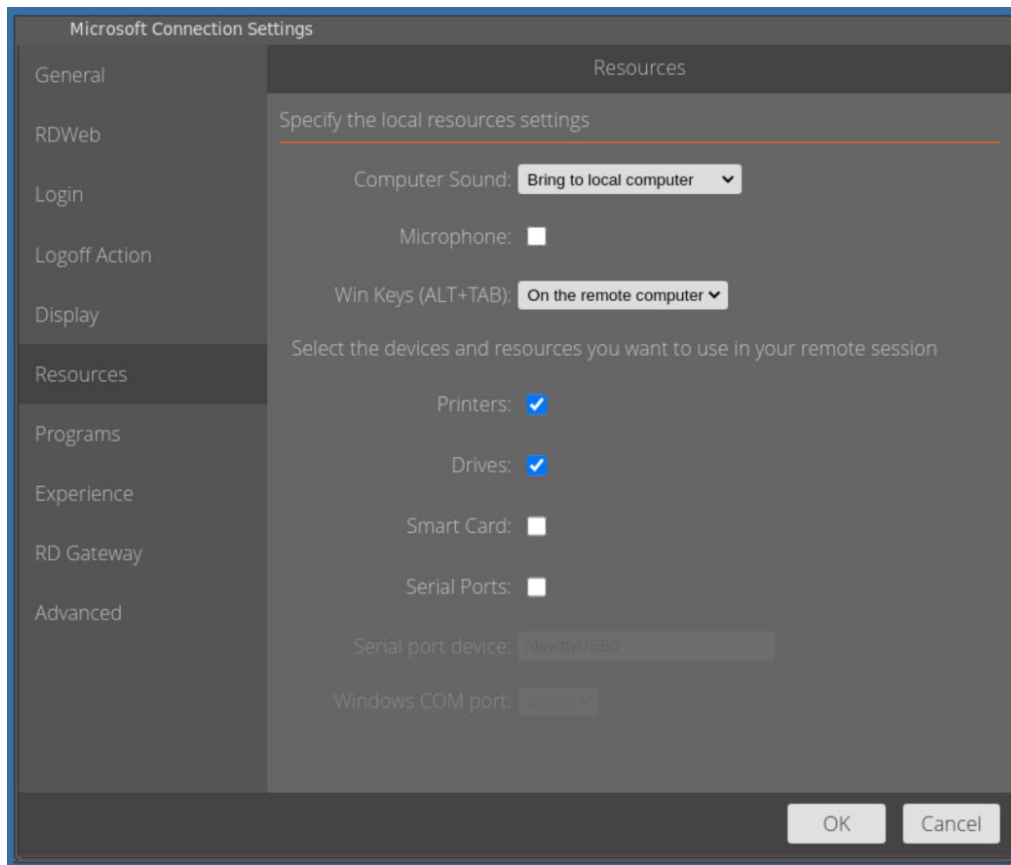 Microsoft Connection Settings
General
RDWeb
Login
Logoff Action
Display
Resources
Programs
Experience
RD Gateway
Advanced
Resources
Specify the local resources settings
Computer Sound: Bring to local computer
Microphone:
Win Keys (ALT+TAB): On the remote computer
Select the devices and resources you want to use in your remote session
Printers:
Drives:
Smart Card:
Serial Ports:
Serial port device: /dev/ttyUSB0
Windows COM port:
OK Cancel